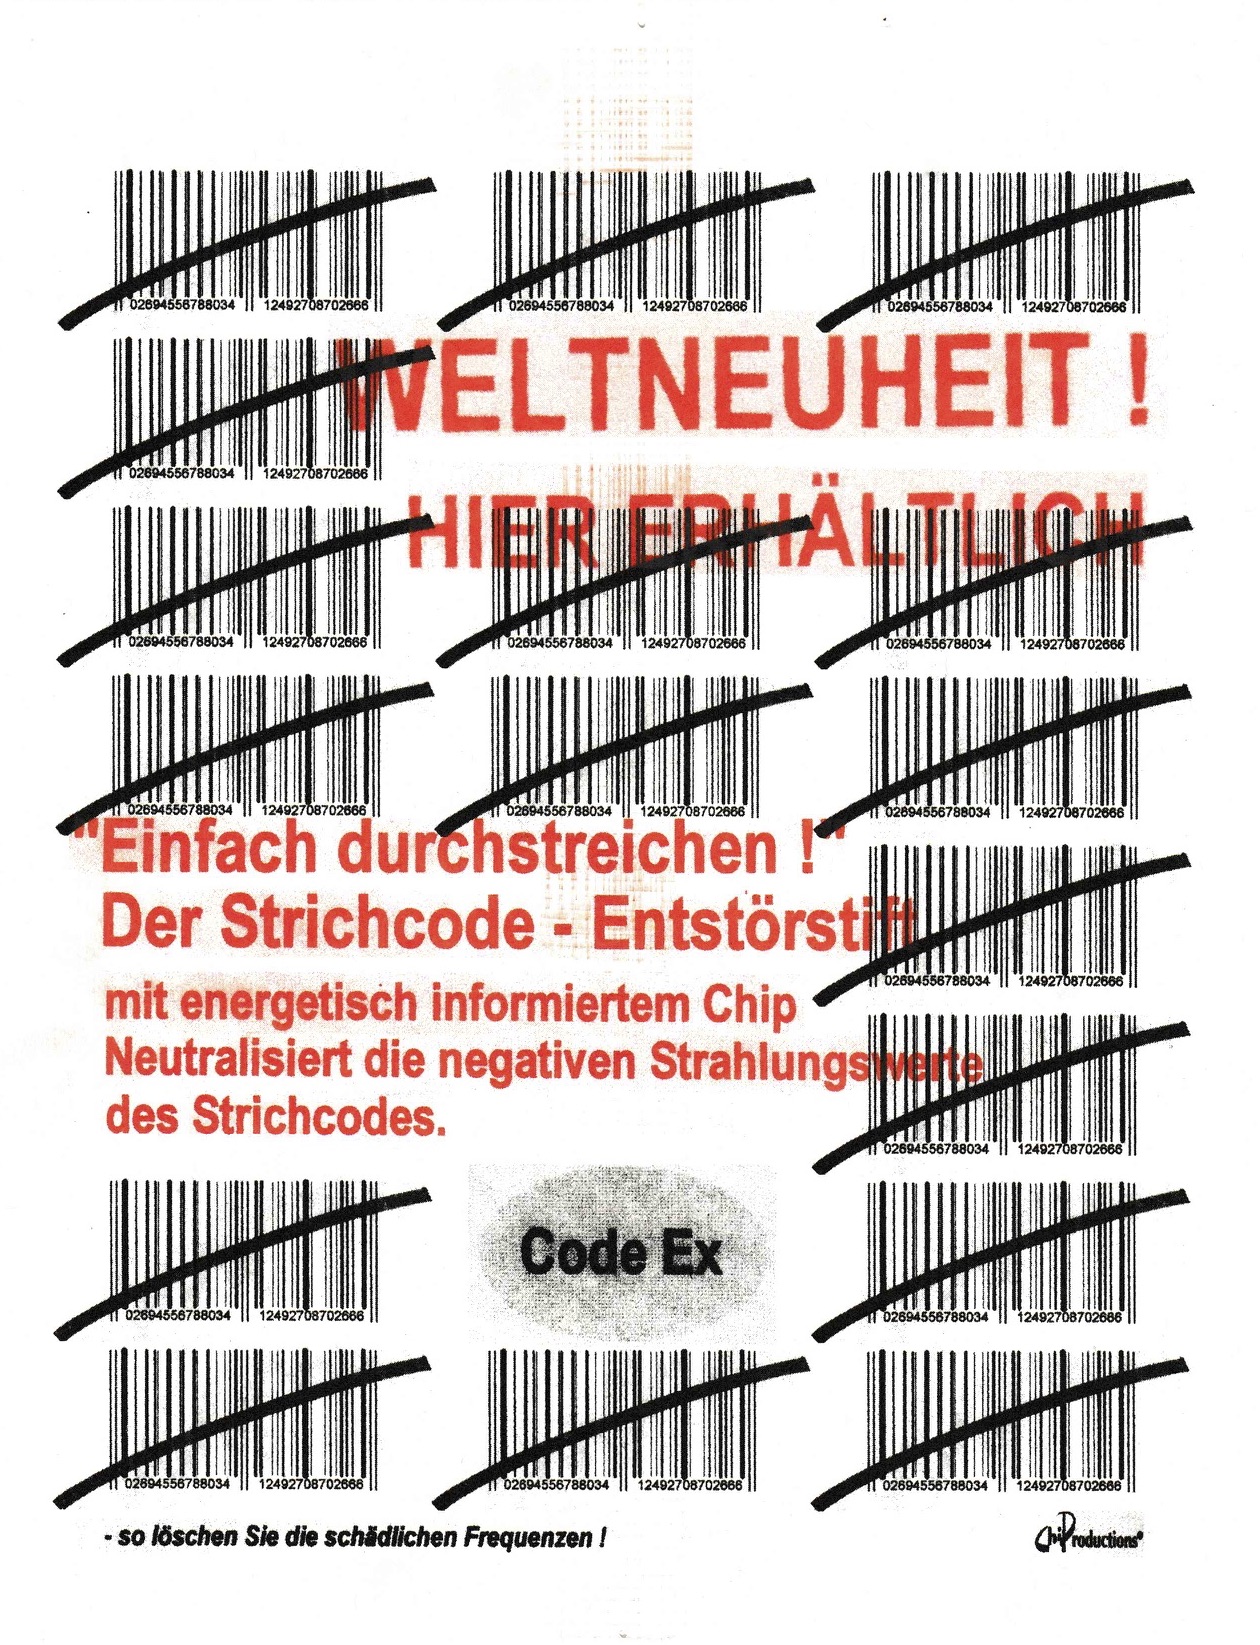 02694556788034 12492708702666 02694556788034 12492708702666 02694556788034 12492708702666
WELTNEUHEIT !
02694556788034 12492708702666
HIER ERHÄLTLICH
02694556788034 12492708702666 02694556788034 12492708702666 02694556788034 12492708702666
02694556788034 12492708702666 02694556788034 12492708702666 02694556788034 12492708702666
"Einfach durchstreichen !"
Der Strichcode - Entstörstift
02694556788034 12492708702666
mit energetisch informiertem Chip
Neutralisiert die negativen Strahlungswerte
des Strichcodes.
02694556788034 12492708702666
Code Ex
02694556788034 12492708702666 02694556788034 12492708702666
02694556788034 12492708702666 02694556788034 12492708702666 02694556788034 12492708702666
- so löschen Sie die schädlichen Frequenzen !
ChiProductions®